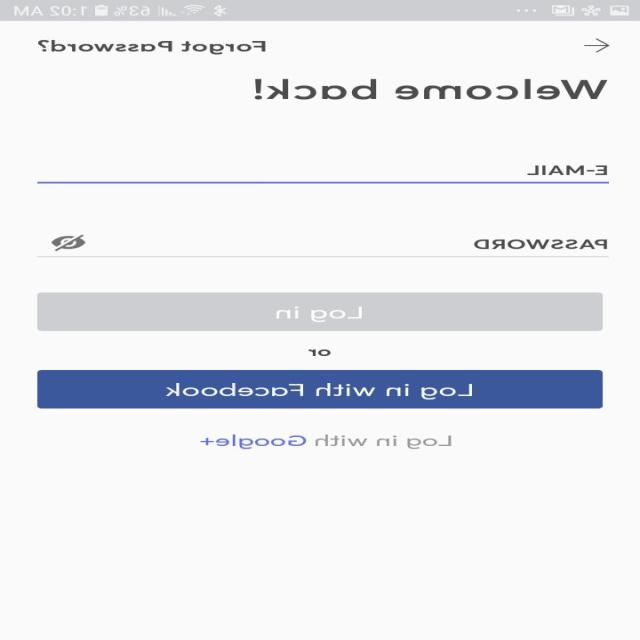 63% 1:02 AM
Forgot Password?
Welcome back!
E-MAIL
PASSWORD
Log in
or
Log in with Facebook
Log in with Google+